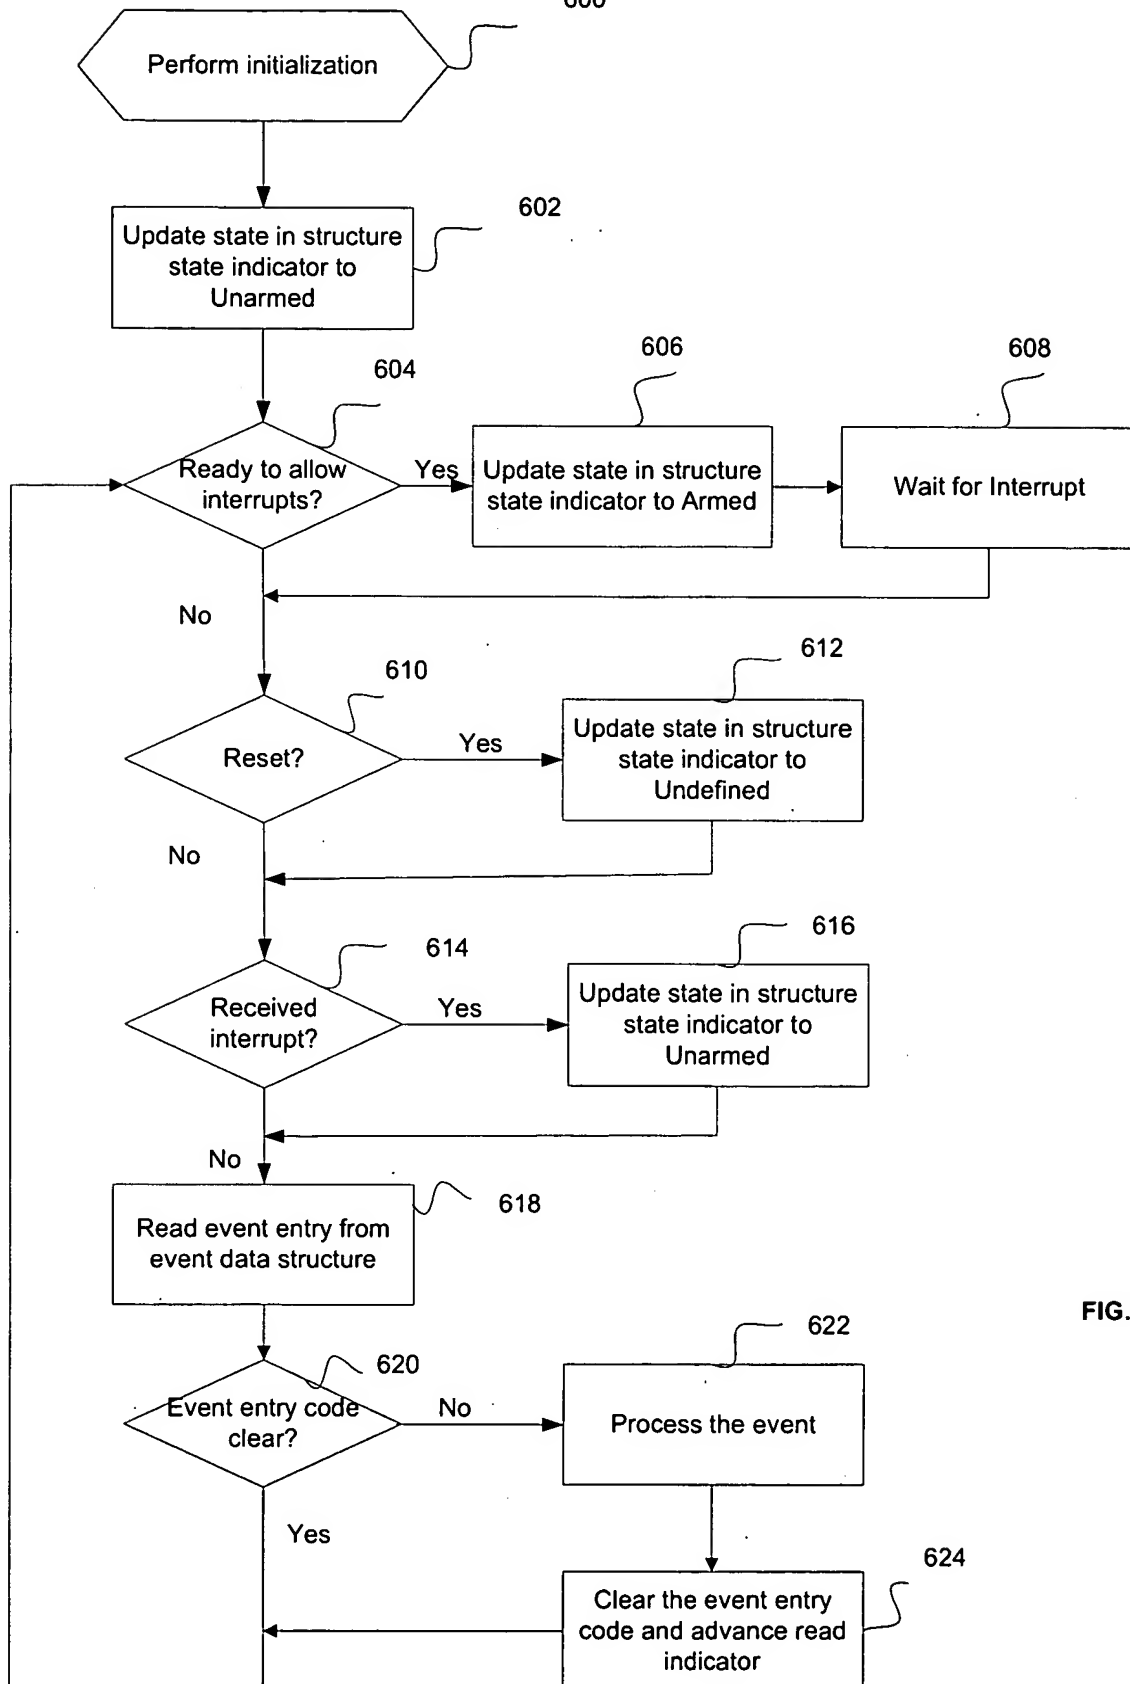 600
Perform initialization
602
Update state in structure
state indicator to
Unarmed
604
606
608
Ready to allow
interrupts?
Yes
Update state in structure
state indicator to Armed
Wait for Interrupt
No
610
612
Reset?
Yes
Update state in structure
state indicator to
Undefined
No
614
616
Received
interrupt?
Yes
Update state in structure
state indicator to
Unarmed
No
618
Read event entry from
event data structure
FIG.
620
622
Event entry code
clear?
No
Process the event
Yes
624
Clear the event entry
code and advance read
indicator